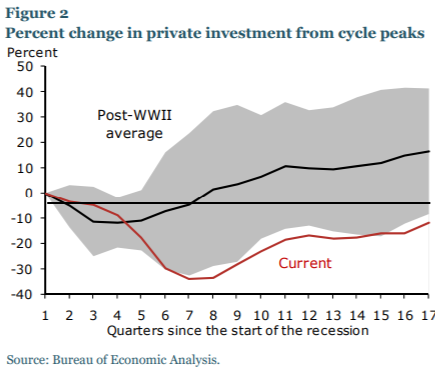 Figure 2
Percent change in private investment from cycle peaks
Percent
50
40
30
20
10
0
-10
-20
-30
-40
Post-WWII
average
Current
1 2 3 4 5 6 7 8 9 10 11 12 13 14 15 16 17
Quarters since the start of the recession
Source: Bureau of Economic Analysis.